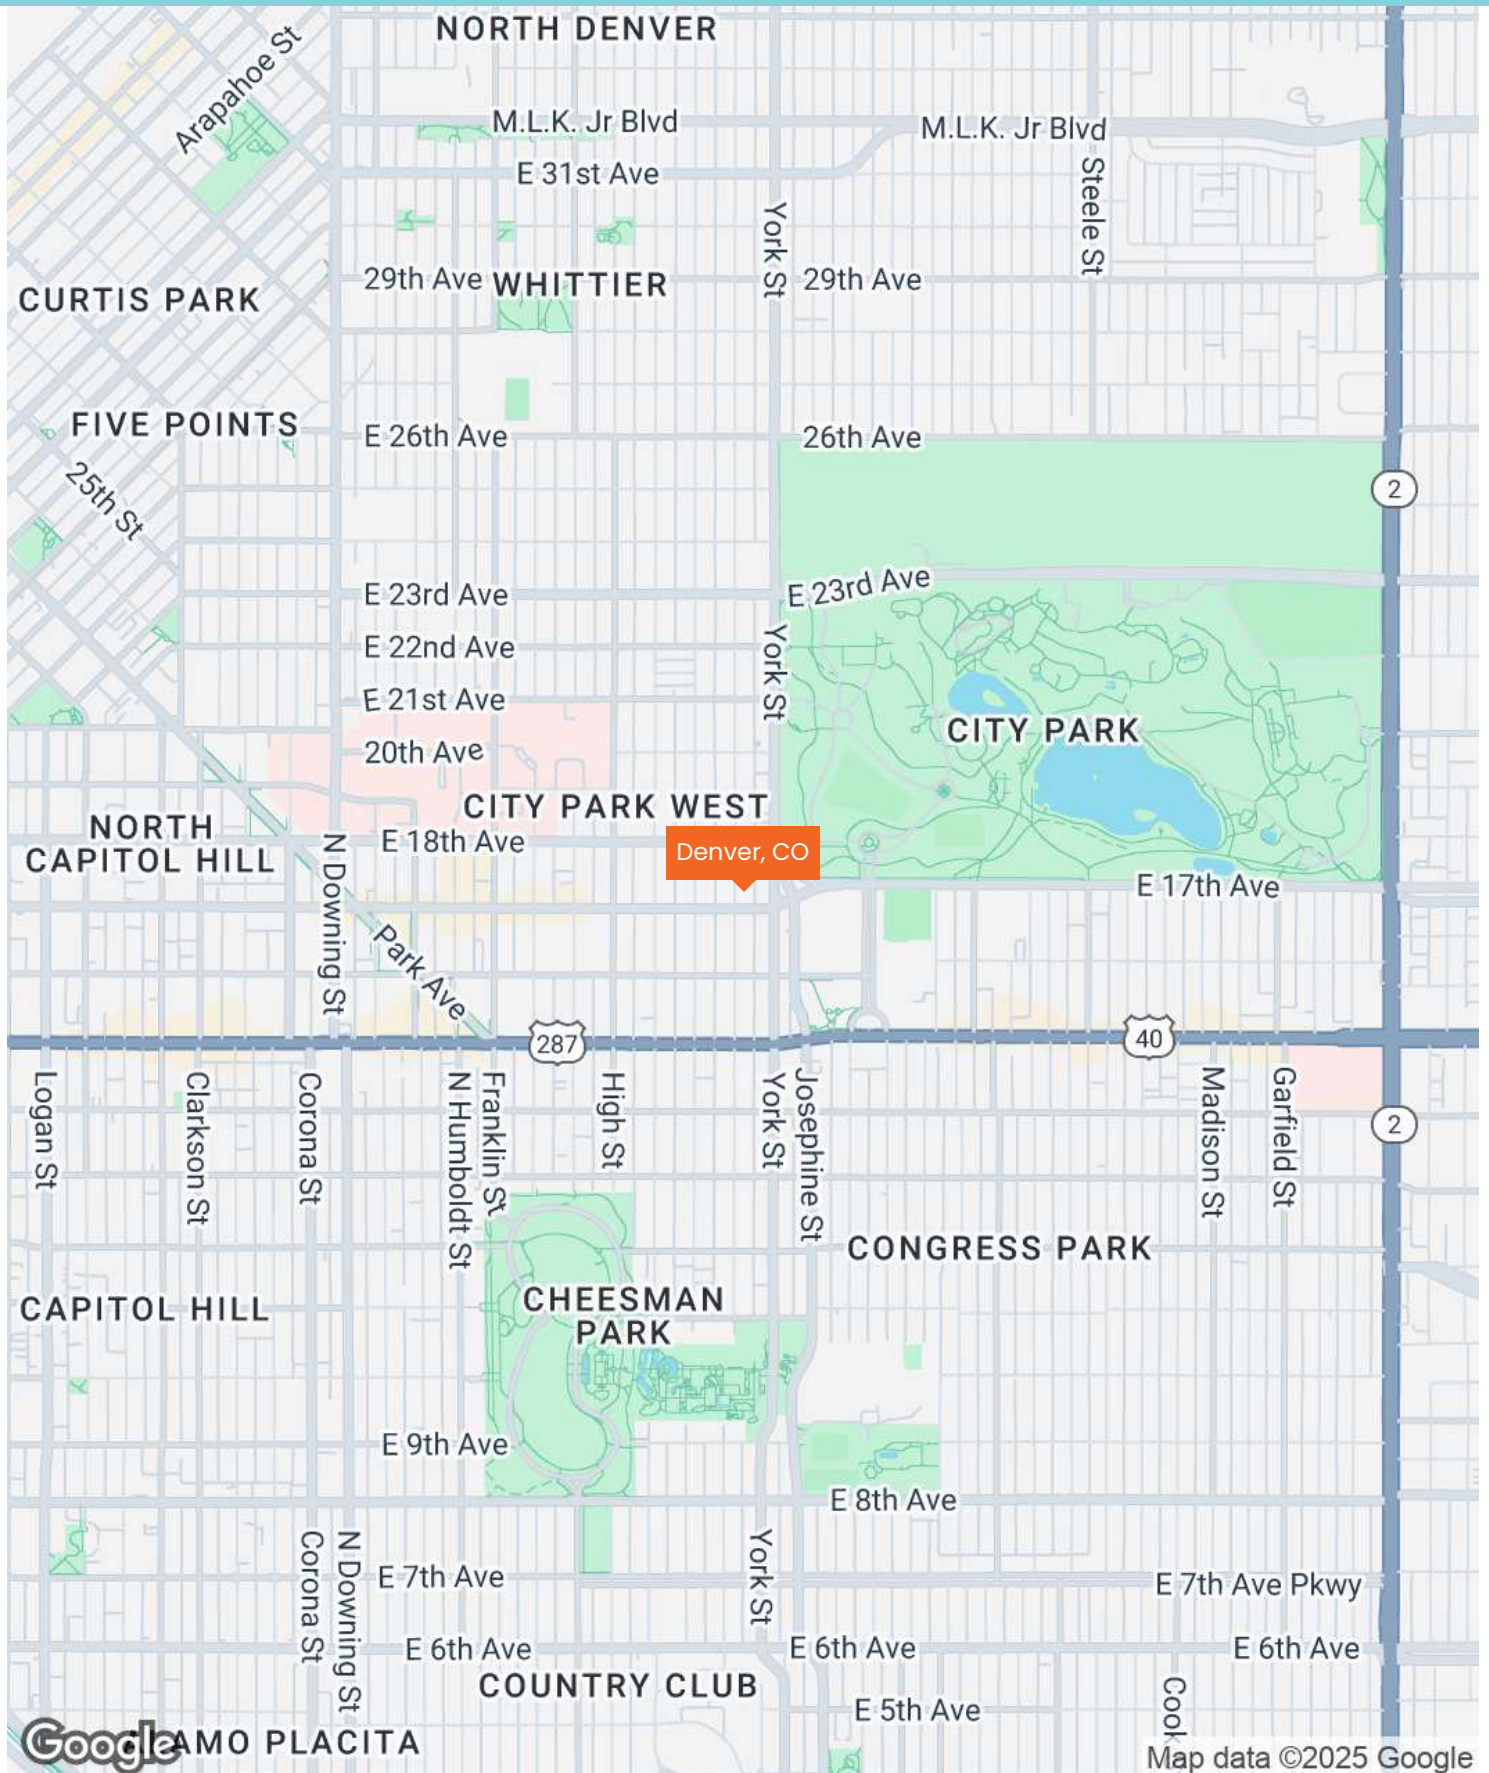 NORTH DENVER
Arapahoe St
M.L.K. Jr Blvd
M.L.K. Jr Blvd
E 31st Ave
Steele St
York St
29th Ave
WHITTIER
29th Ave
CURTIS PARK
FIVE POINTS
E 26th Ave
26th Ave
25th St
2
E 23rd Ave
E 23rd Ave
E 22nd Ave
York St
E 21st Ave
CITY PARK
20th Ave
CITY PARK WEST
NORTH
CAPITOL HILL
E 18th Ave
Denver, CO
N Downing St
E 17th Ave
Park Ave
287
40
Logan St
Clarkson St
Corona St
N Humboldt St
Franklin St
High St
York St
Josephine St
Madison St
Garfield St
2
CONGRESS PARK
CAPITOL HILL
CHEESMAN
PARK
E 9th Ave
E 8th Ave
Corona St
N Downing St
E 7th Ave
York St
E 7th Ave Pkwy
E 6th Ave
E 6th Ave
E 6th Ave
COUNTRY CLUB
Cook
E 5th Ave
Google
AMO PLACITA
Map data ©2025 Google